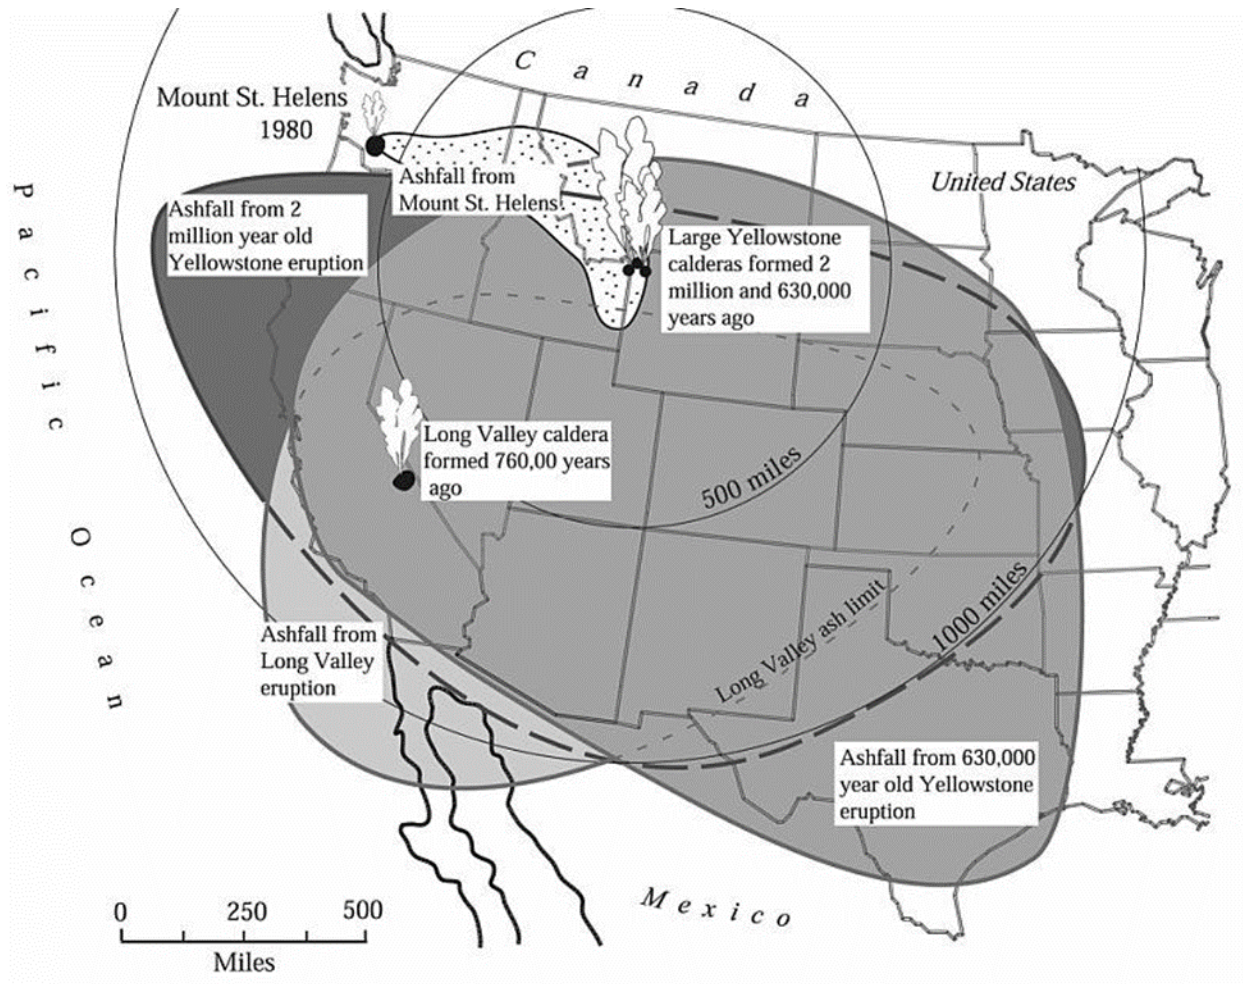 C a n a d a
Mount St. Helens
1980
Ashfall from
Mount St. Helens
United States
Ashfall from 2
million year old
Yellowstone eruption
Large Yellowstone
calderas formed 2
million and 630,000
years ago
Pacific
Ocean
Long Valley caldera
formed 760,00 years
ago
500 miles
1000 miles
Long Valley ash limit
Ashfall from
Long Valley
eruption
Ashfall from 630,000
year old Yellowstone
eruption
Mexico
0 250 500
Miles